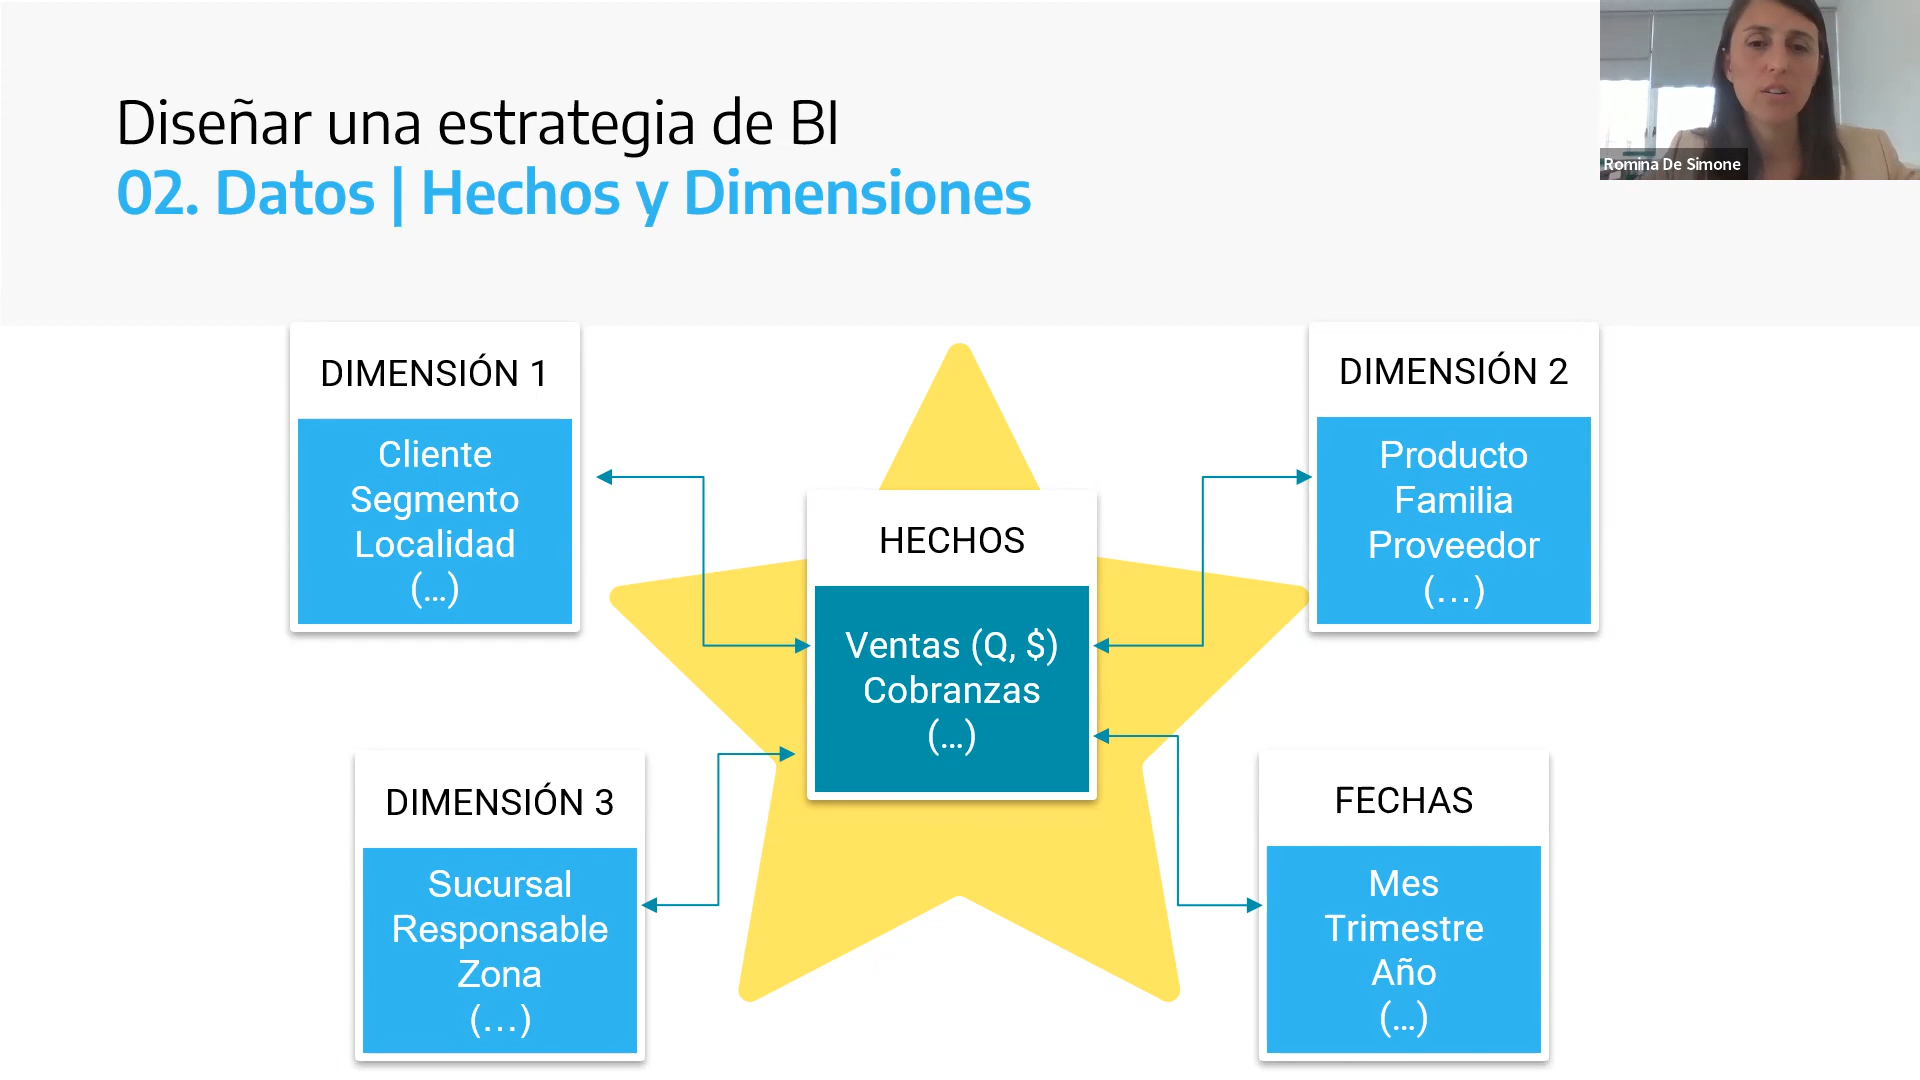 Diseñar una estrategia de BI
02. Datos | Hechos y Dimensiones
Romina De Simone
DIMENSIÓN 1
Cliente
Segmento
Localidad
(...)
DIMENSIÓN 2
Producto
Familia
Proveedor
(...)
HECHOS
Ventas (Q, $)
Cobranzas
(...)
DIMENSIÓN 3
Sucursal
Responsable
Zona
(...)
FECHAS
Mes
Trimestre
Año
(...)